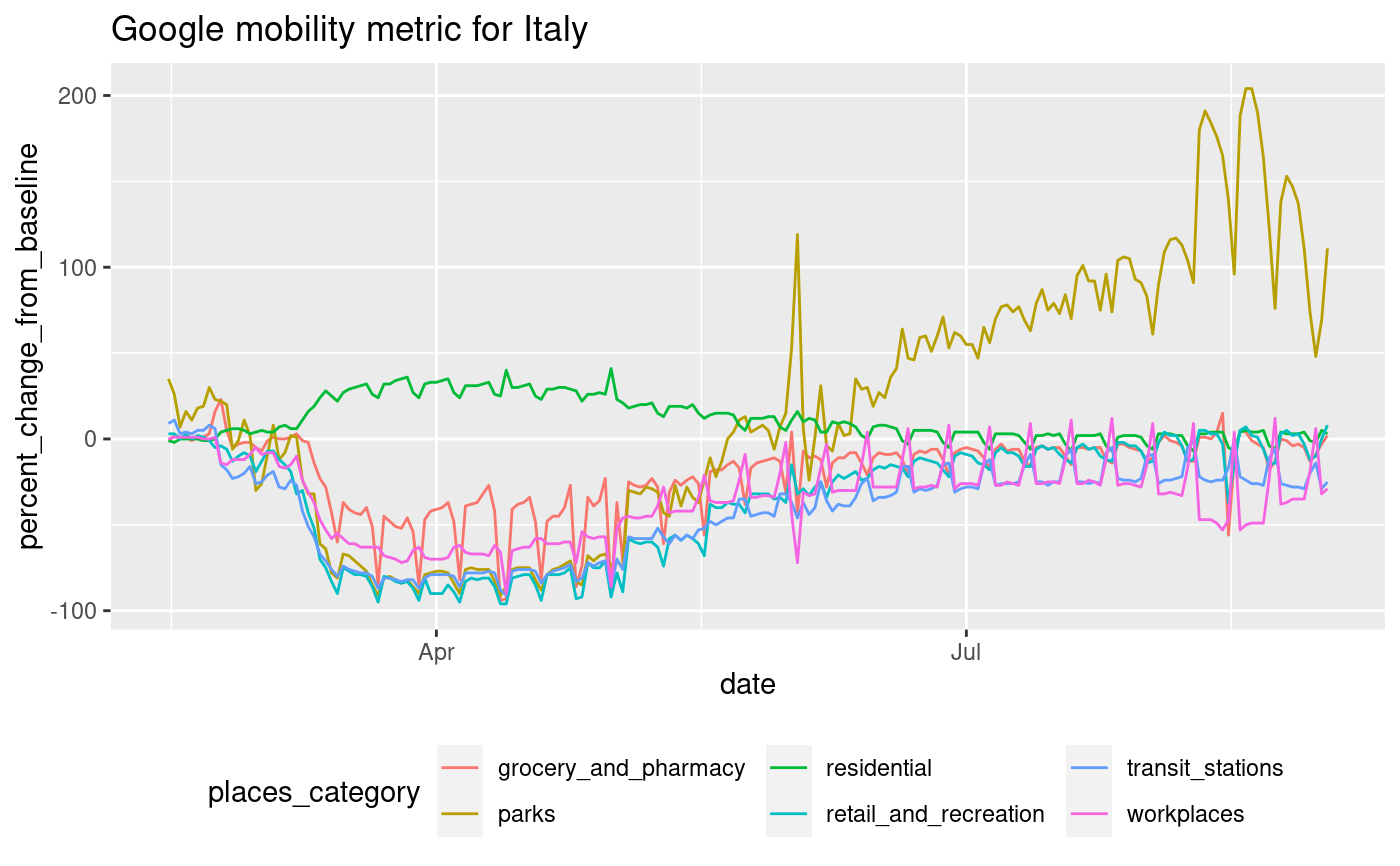 Google mobility metric for Italy
percent_change_from_baseline
200
100
0
-100
Apr
Jul
date
places_category
grocery_and_pharmacy
parks
residential
retail_and_recreation
transit_stations
workplaces